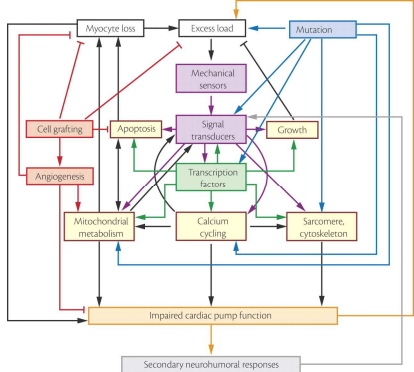 Myocyte loss
Excess load
Mutation
Mechanical
sensors
Cell grafting
Apoptosis
Signal
transducers
Growth
Angiogenesis
Transcription
factors
Mitochondrial
metabolism
Calcium
cycling
Sarcomere,
cytoskeleton
Impaired cardiac pump function
Secondary neurohumoral responses